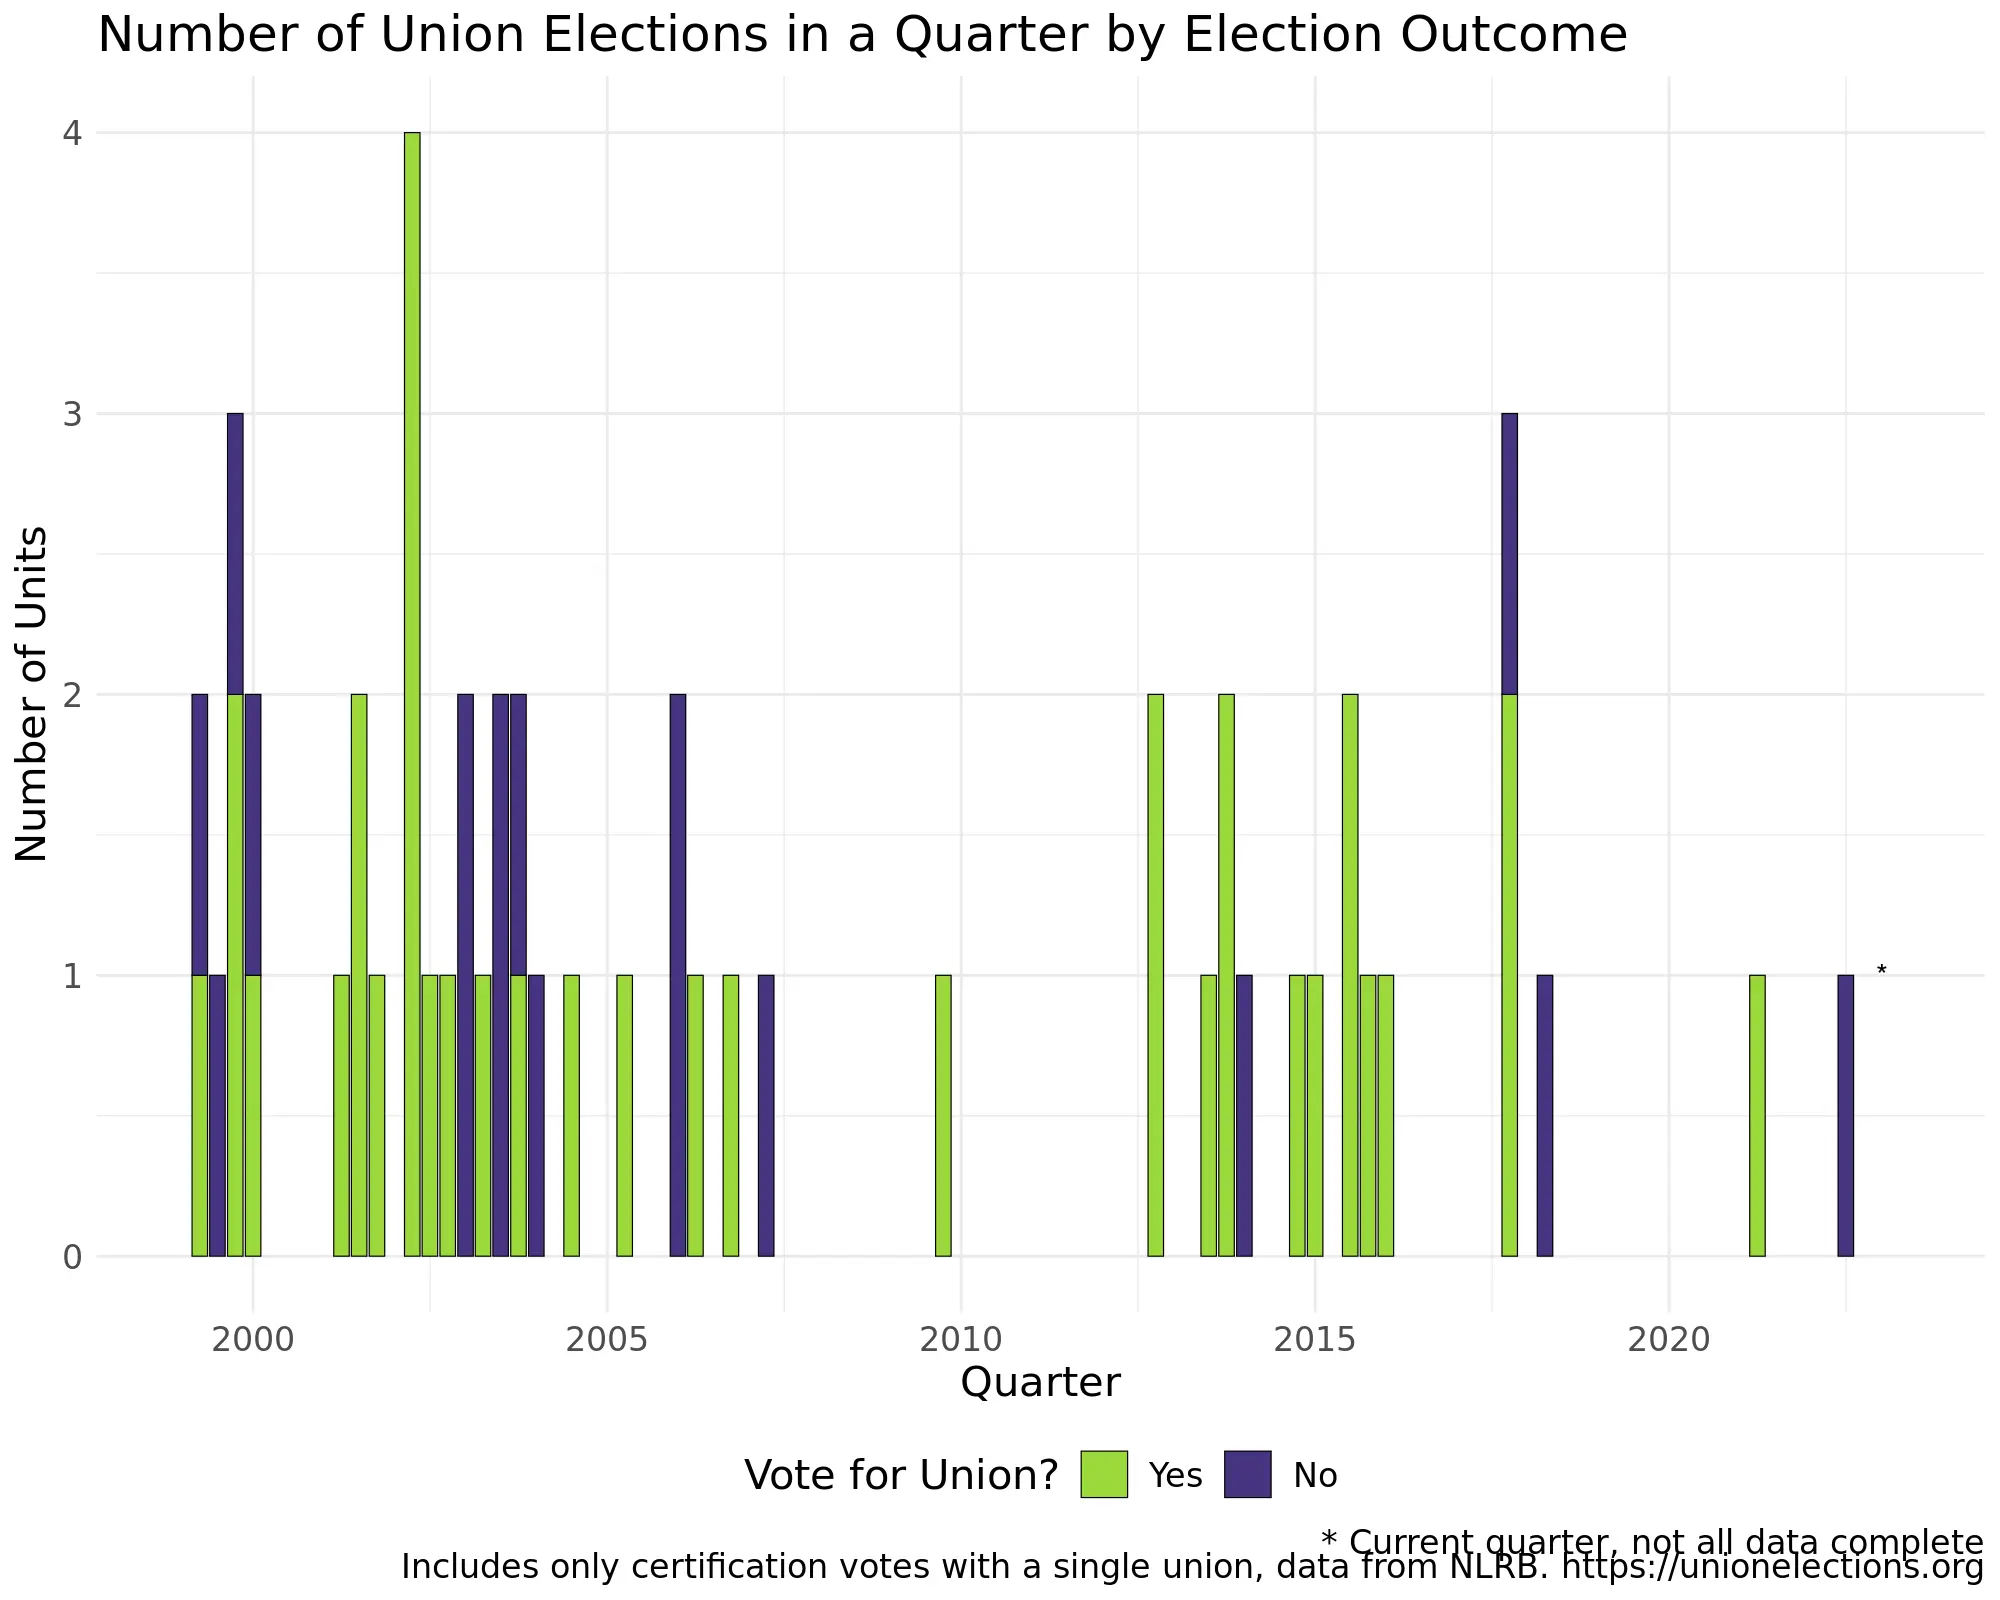 Number of Union Elections in a Quarter by Election Outcome
Number of Units
4
3
2
1
0
*
2000 2005 2010 2015 2020
Quarter
Vote for Union? Yes No
* Current quarter, not all data complete
Includes only certification votes with a single union, data from NLRB. https://unionelections.org